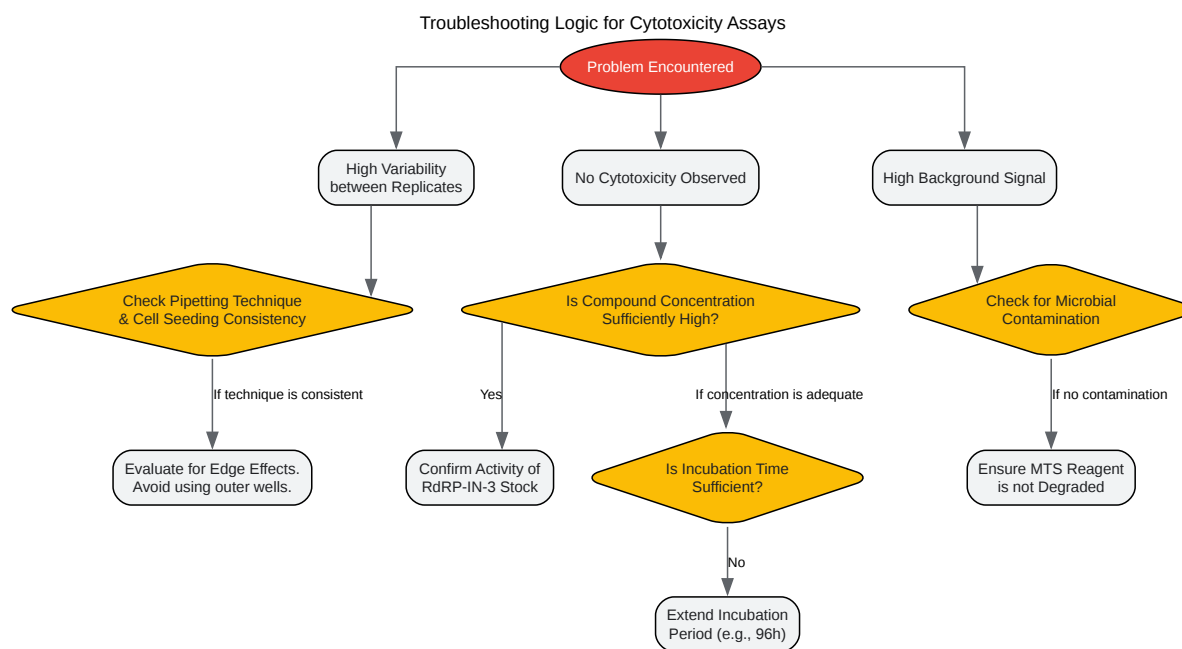 Troubleshooting Logic for Cytotoxicity Assays
Problem Encountered
High Variability
between Replicates
No Cytotoxicity Observed
High Background Signal
Check Pipetting Technique
& Cell Seeding Consistency
Is Compound Concentration
Sufficiently High?
Check for Microbial
Contamination
If technique is consistent
Yes
If concentration is adequate
If no contamination
Evaluate for Edge Effects.
Avoid using outer wells.
Confirm Activity of
RdRP-IN-3 Stock
Is Incubation Time
Sufficient?
Ensure MTS Reagent
is not Degraded
No
Extend Incubation
Period (e.g., 96h)